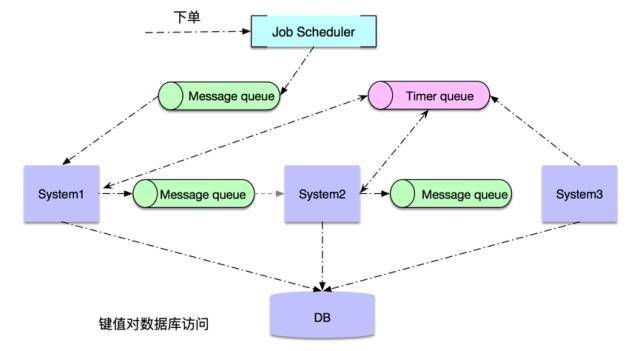 下单
Job Scheduler
Message queue
Timer queue
System1
Message queue
System2
Message queue
System3
DB
键值对数据库访问